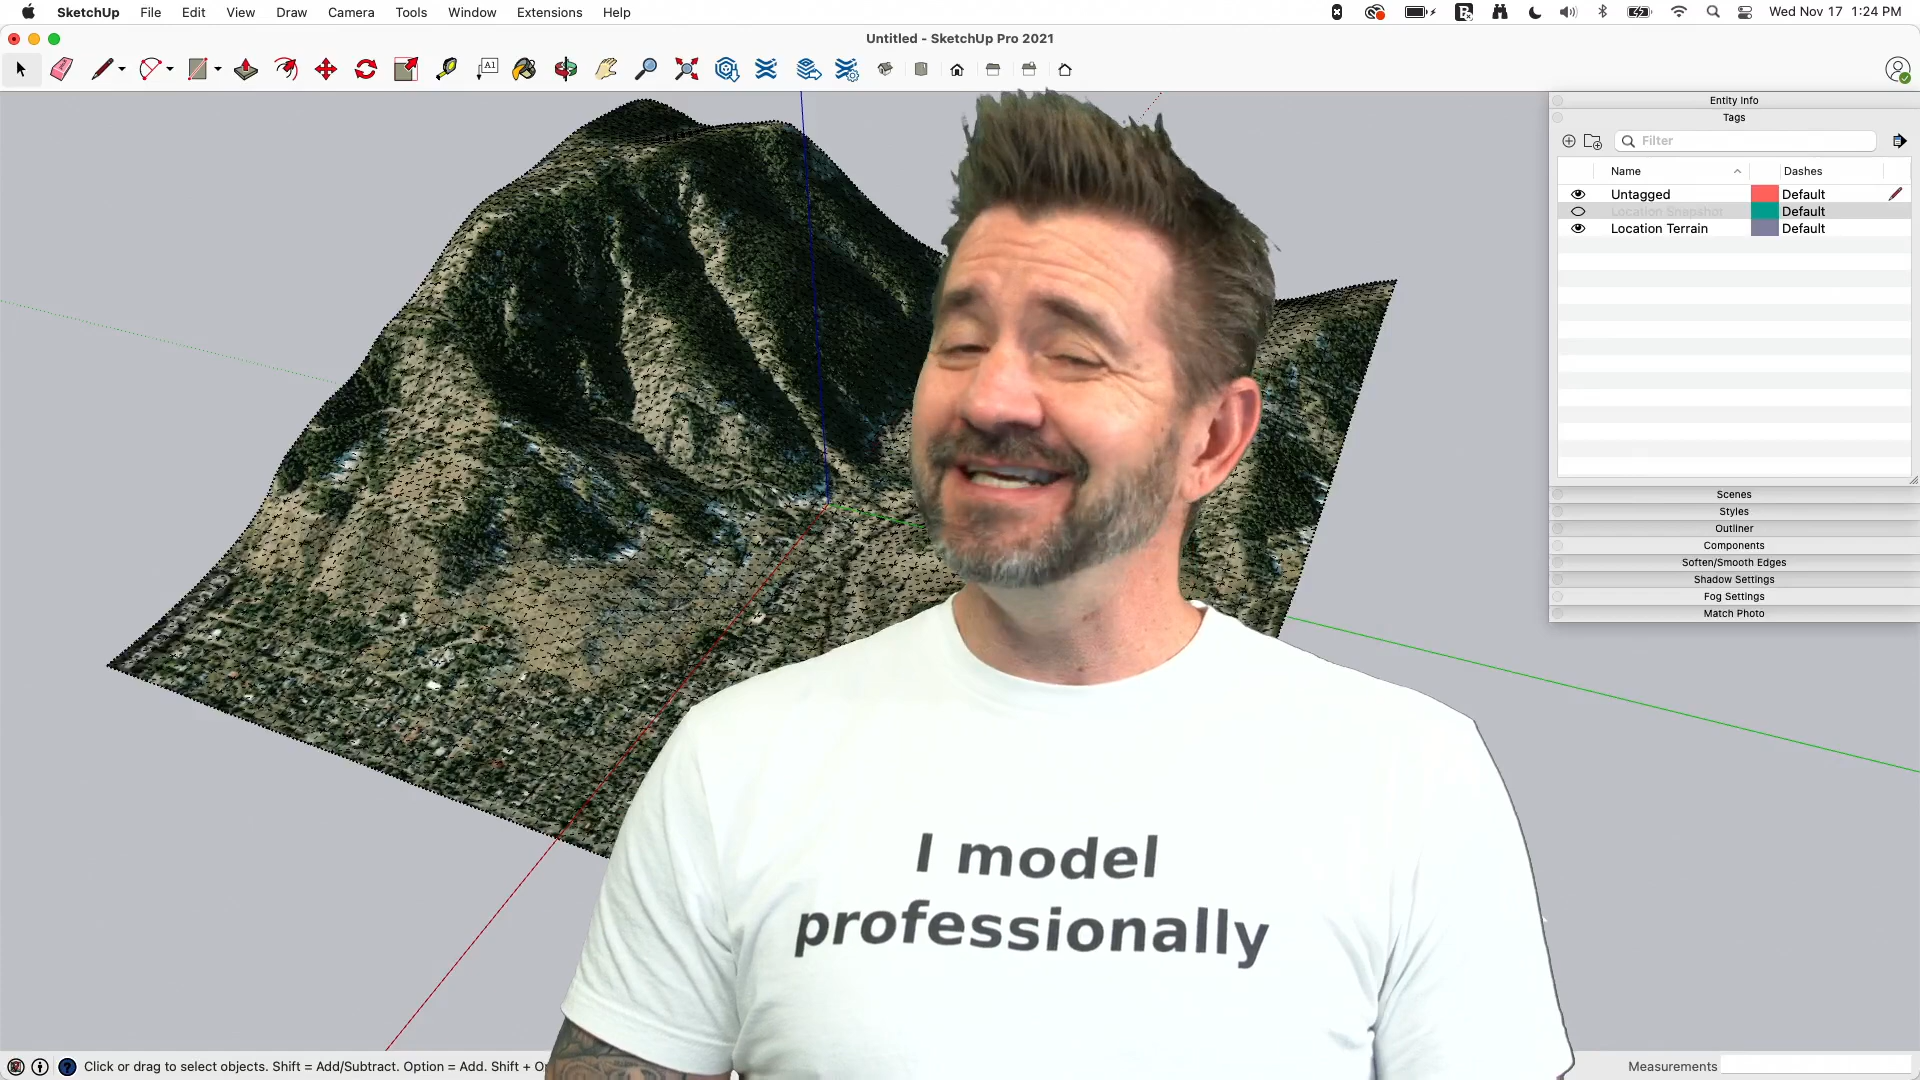 SketchUp File Edit View Draw Camera Tools Window Extensions Help
Wed Nov 17 1:24 PM
Untitled - SketchUp Pro 2021
A1
Entity Info
Tags
Filter
Name Dashes
Untagged Default
Location Snapshot Default
Location Terrain Default
Scenes
Styles
Outliner
Components
Soften/Smooth Edges
Shadow Settings
Fog Settings
Match Photo
I model
professionally
Click or drag to select objects. Shift = Add/Subtract. Option = Add. Shift +
Measurements